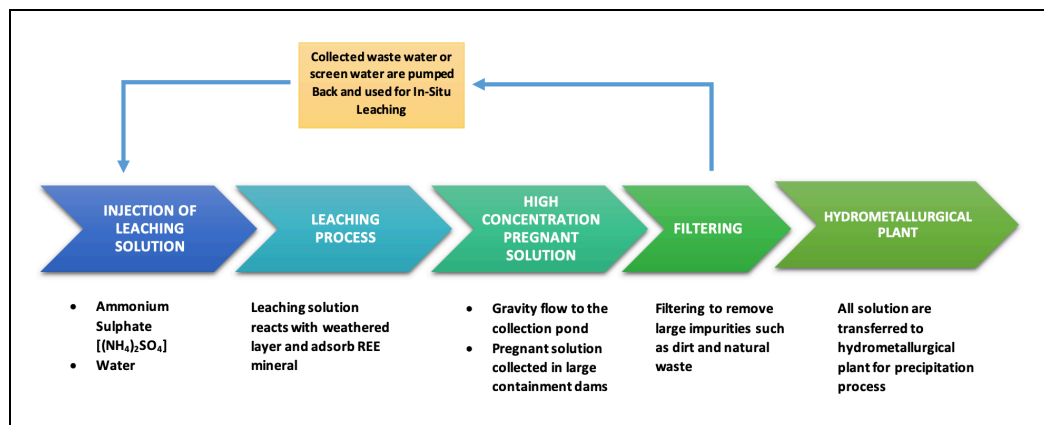 Collected waste water or
screen water are pumped
Back and used for In-Situ
Leaching
INJECTION OF
LEACHING
SOLUTION
LEACHING
PROCESS
HIGH
CONCENTRATION
PREGNANT
SOLUTION
FILTERING
HYDROMETALLURGICAL
PLANT
• Ammonium
Sulphate
[(NH₄)₂SO₄]
• Water
Leaching solution
reacts with weathered
layer and adsorb REE
mineral
• Gravity flow to the
collection pond
• Pregnant solution
collected in large
containment dams
Filtering to remove
large impurities such
as dirt and natural
waste
All solution are
transferred to
hydrometallurgical
plant for precipitation
process